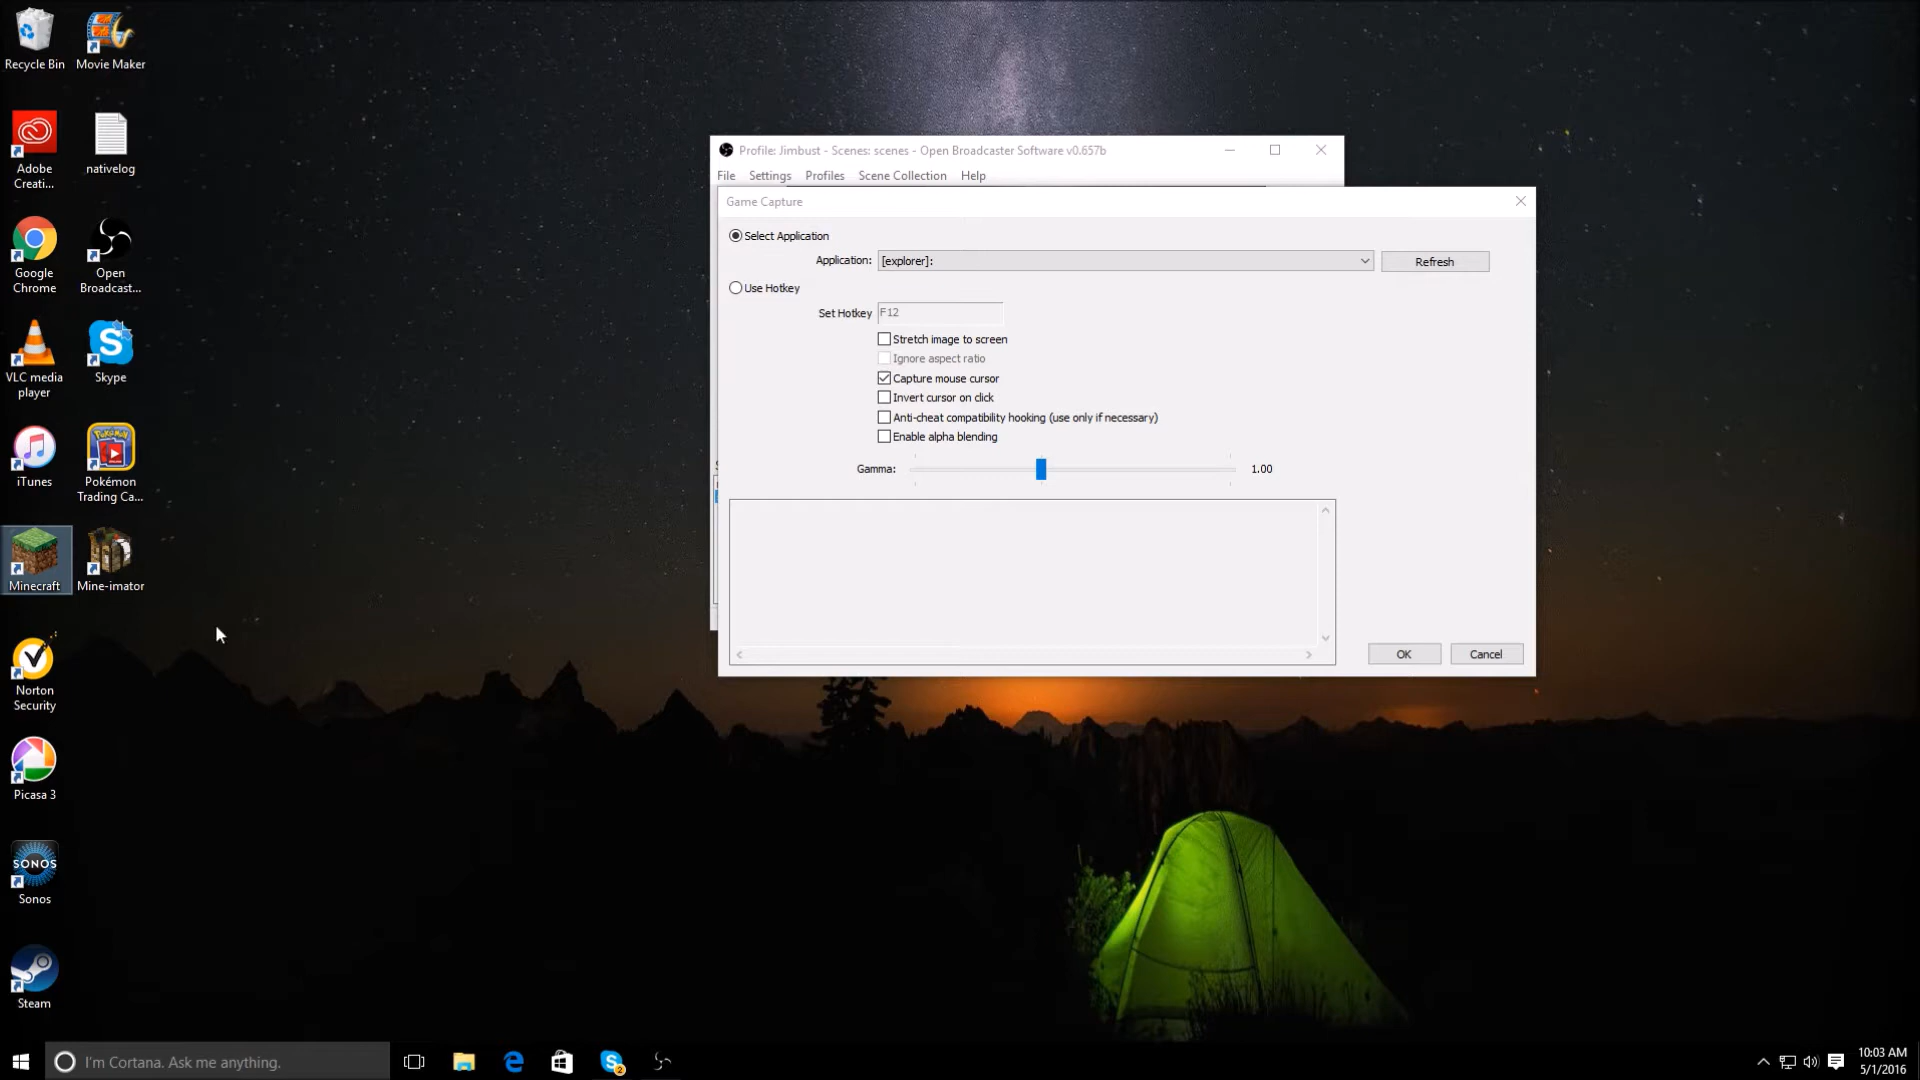 Recycle Bin
Movie Maker
Adobe
Creati...
nativelog
Google
Chrome
Open
Broadcast...
VLC media
player
Skype
iTunes
Pokémon
Trading Ca...
Minecraft
Mine-imator
Norton
Security
Picasa 3
SONOS
Sonos
Steam
Profile: Jimbust - Scenes: scenes - Open Broadcaster Software v0.657b
File Settings Profiles Scene Collection Help
Game Capture
Select Application
Application: [explorer]: Refresh
Use Hotkey
Set Hotkey F12
Stretch image to screen
Ignore aspect ratio
Capture mouse cursor
Invert cursor on click
Anti-cheat compatibility hooking (use only if necessary)
Enable alpha blending
Gamma: 1.00
OK Cancel
I'm Cortana. Ask me anything.
2
10:03 AM
5/1/2016